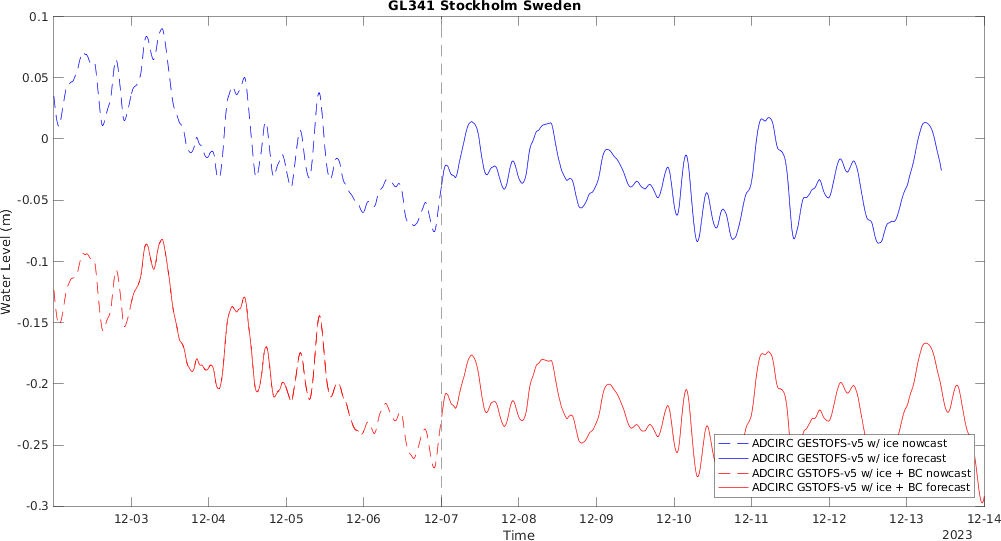 GL341 Stockholm Sweden
0.1
0.05
0
-0.05
-0.1
-0.15
-0.2
-0.25
-0.3
Water Level (m)
ADCIRC GESTOFS-v5 w/ ice nowcast
ADCIRC GESTOFS-v5 w/ ice forecast
ADCIRC GSTOFS-v5 w/ ice + BC nowcast
ADCIRC GSTOFS-v5 w/ ice + BC forecast
12-03 12-04 12-05 12-06 12-07 12-08 12-09 12-10 12-11 12-12 12-13 12-14
Time
2023